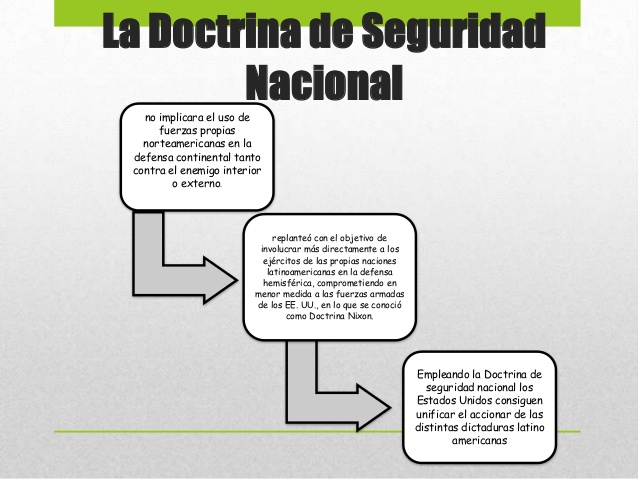 La Doctrina de Seguridad
Nacional
no implicara el uso de
fuerzas propias
norteamericanas en la
defensa continental tanto
contra el enemigo interior
o externo.
replanteó con el objetivo de
involucrar más directamente a los
ejércitos de las propias naciones
latinoamericanas en la defensa
hemisférica, comprometiendo en
menor medida a las fuerzas armadas
de los EE. UU., en lo que se conoció
como Doctrina Nixon.
Empleando la Doctrina de
seguridad nacional los
Estados Unidos consiguen
unificar el accionar de las
distintas dictaduras latino
americanas